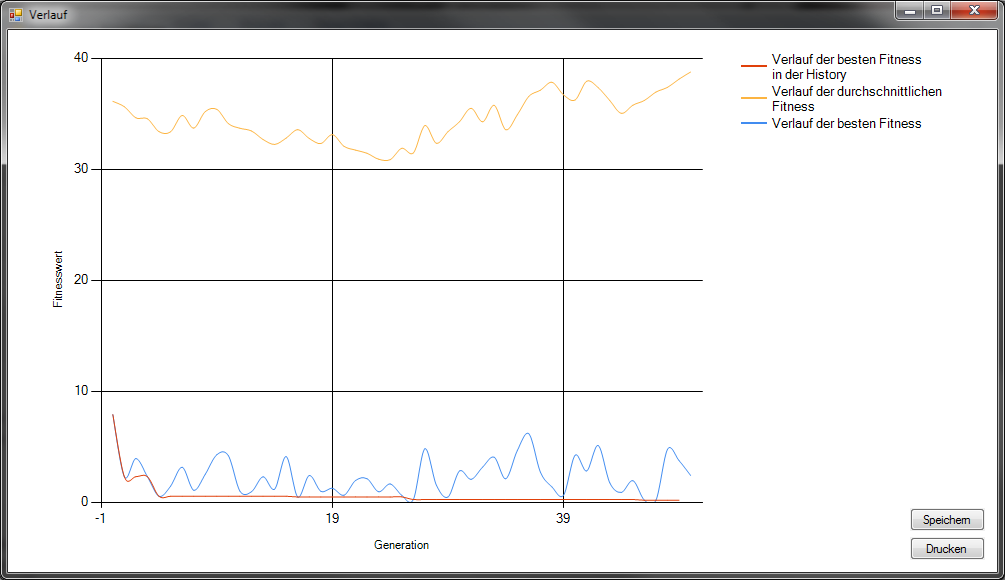 Verlauf
40
30
20
10
0
Fitnesswert
-1
19
39
Generation
Verlauf der besten Fitness
in der History
Verlauf der durchschnittlichen
Fitness
Verlauf der besten Fitness
Speichern
Drucken